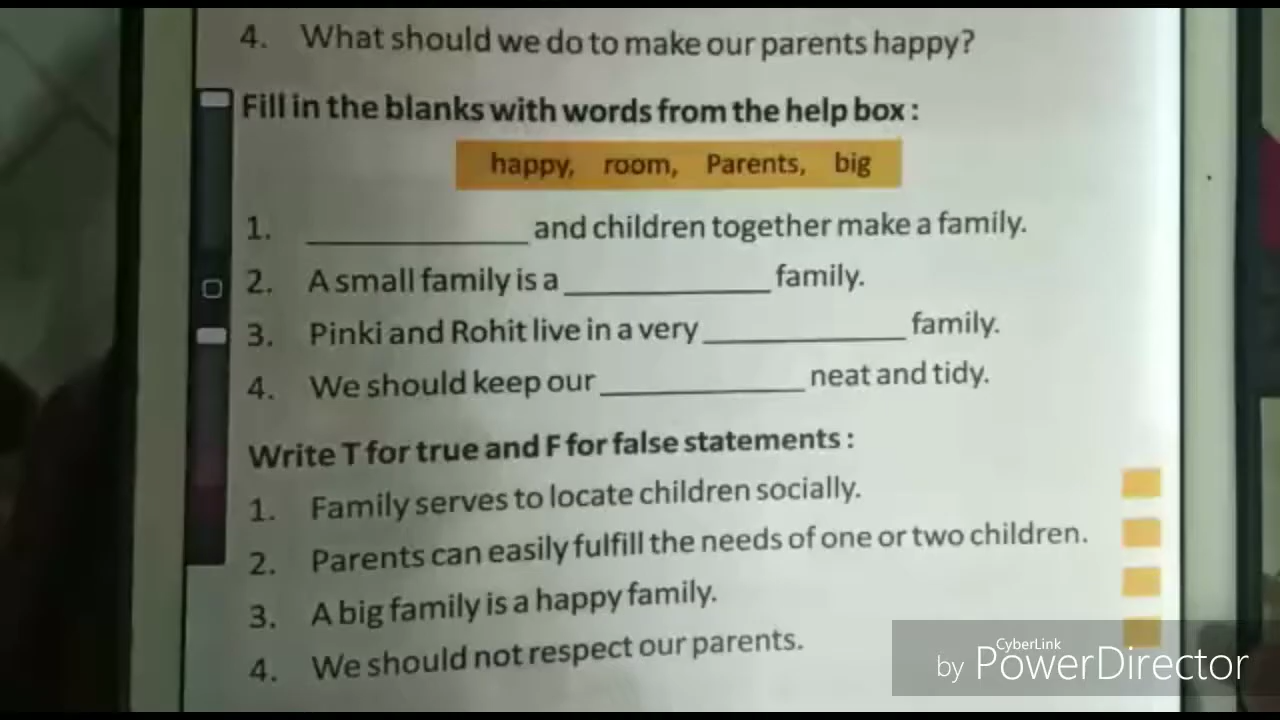 4. What should we do to make our parents happy?
Fill in the blanks with words from the help box :
happy, room, Parents, big
1. ______________ and children together make a family.
2. A small family is a ______________ family.
3. Pinki and Rohit live in a very ______________ family.
4. We should keep our ______________ neat and tidy.
Write T for true and F for false statements :
1. Family serves to locate children socially.
2. Parents can easily fulfill the needs of one or two children.
3. A big family is a happy family.
4. We should not respect our parents.
CyberLink
by PowerDirector